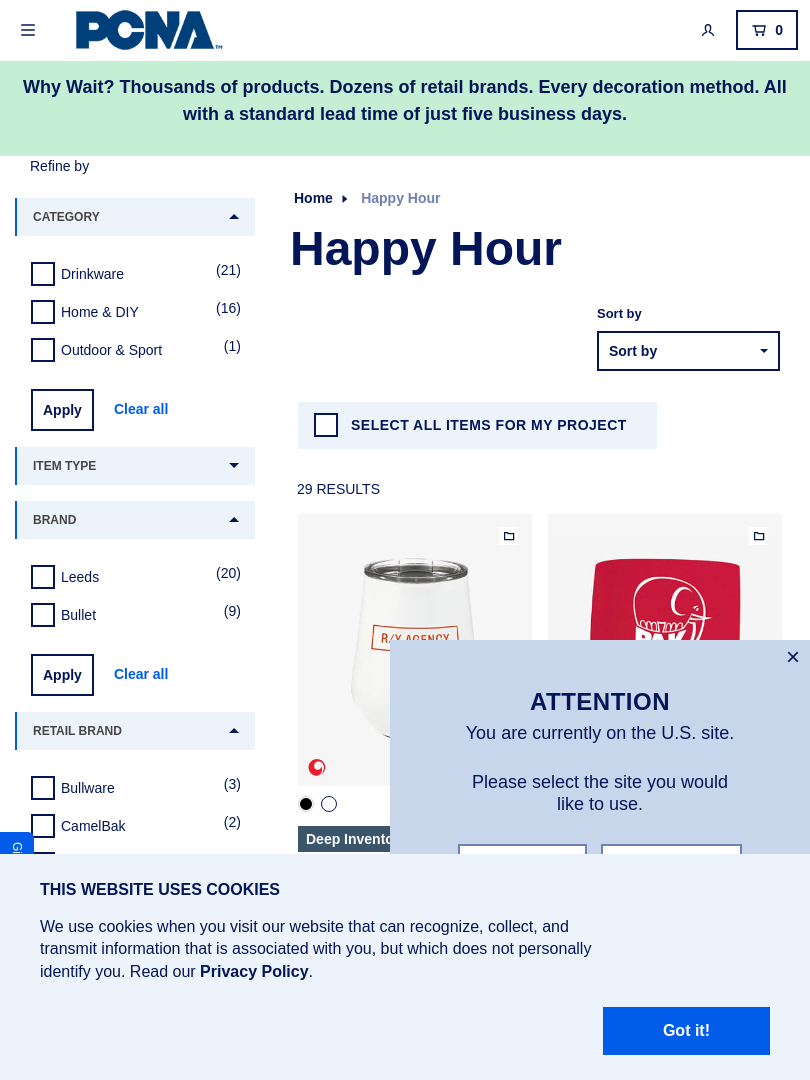 PCNA™
0
Why Wait? Thousands of products. Dozens of retail brands. Every decoration method. All
with a standard lead time of just five business days.
Refine by
CATEGORY
Drinkware (21)
Home & DIY (16)
Outdoor & Sport (1)
Apply Clear all
ITEM TYPE
BRAND
Leeds (20)
Bullet (9)
Apply Clear all
RETAIL BRAND
Bullware (3)
CamelBak (2)
Home Happy Hour
Happy Hour
Sort by
Sort by
SELECT ALL ITEMS FOR MY PROJECT
29 RESULTS
R/Y AGENCY
Deep
ATTENTION
You are currently on the U.S. site.
Please select the site you would
like to use.
THIS WEBSITE USES COOKIES
We use cookies when you visit our website that can recognize, collect, and
transmit information that is associated with you, but which does not personally
identify you. Read our Privacy Policy.
Got it!